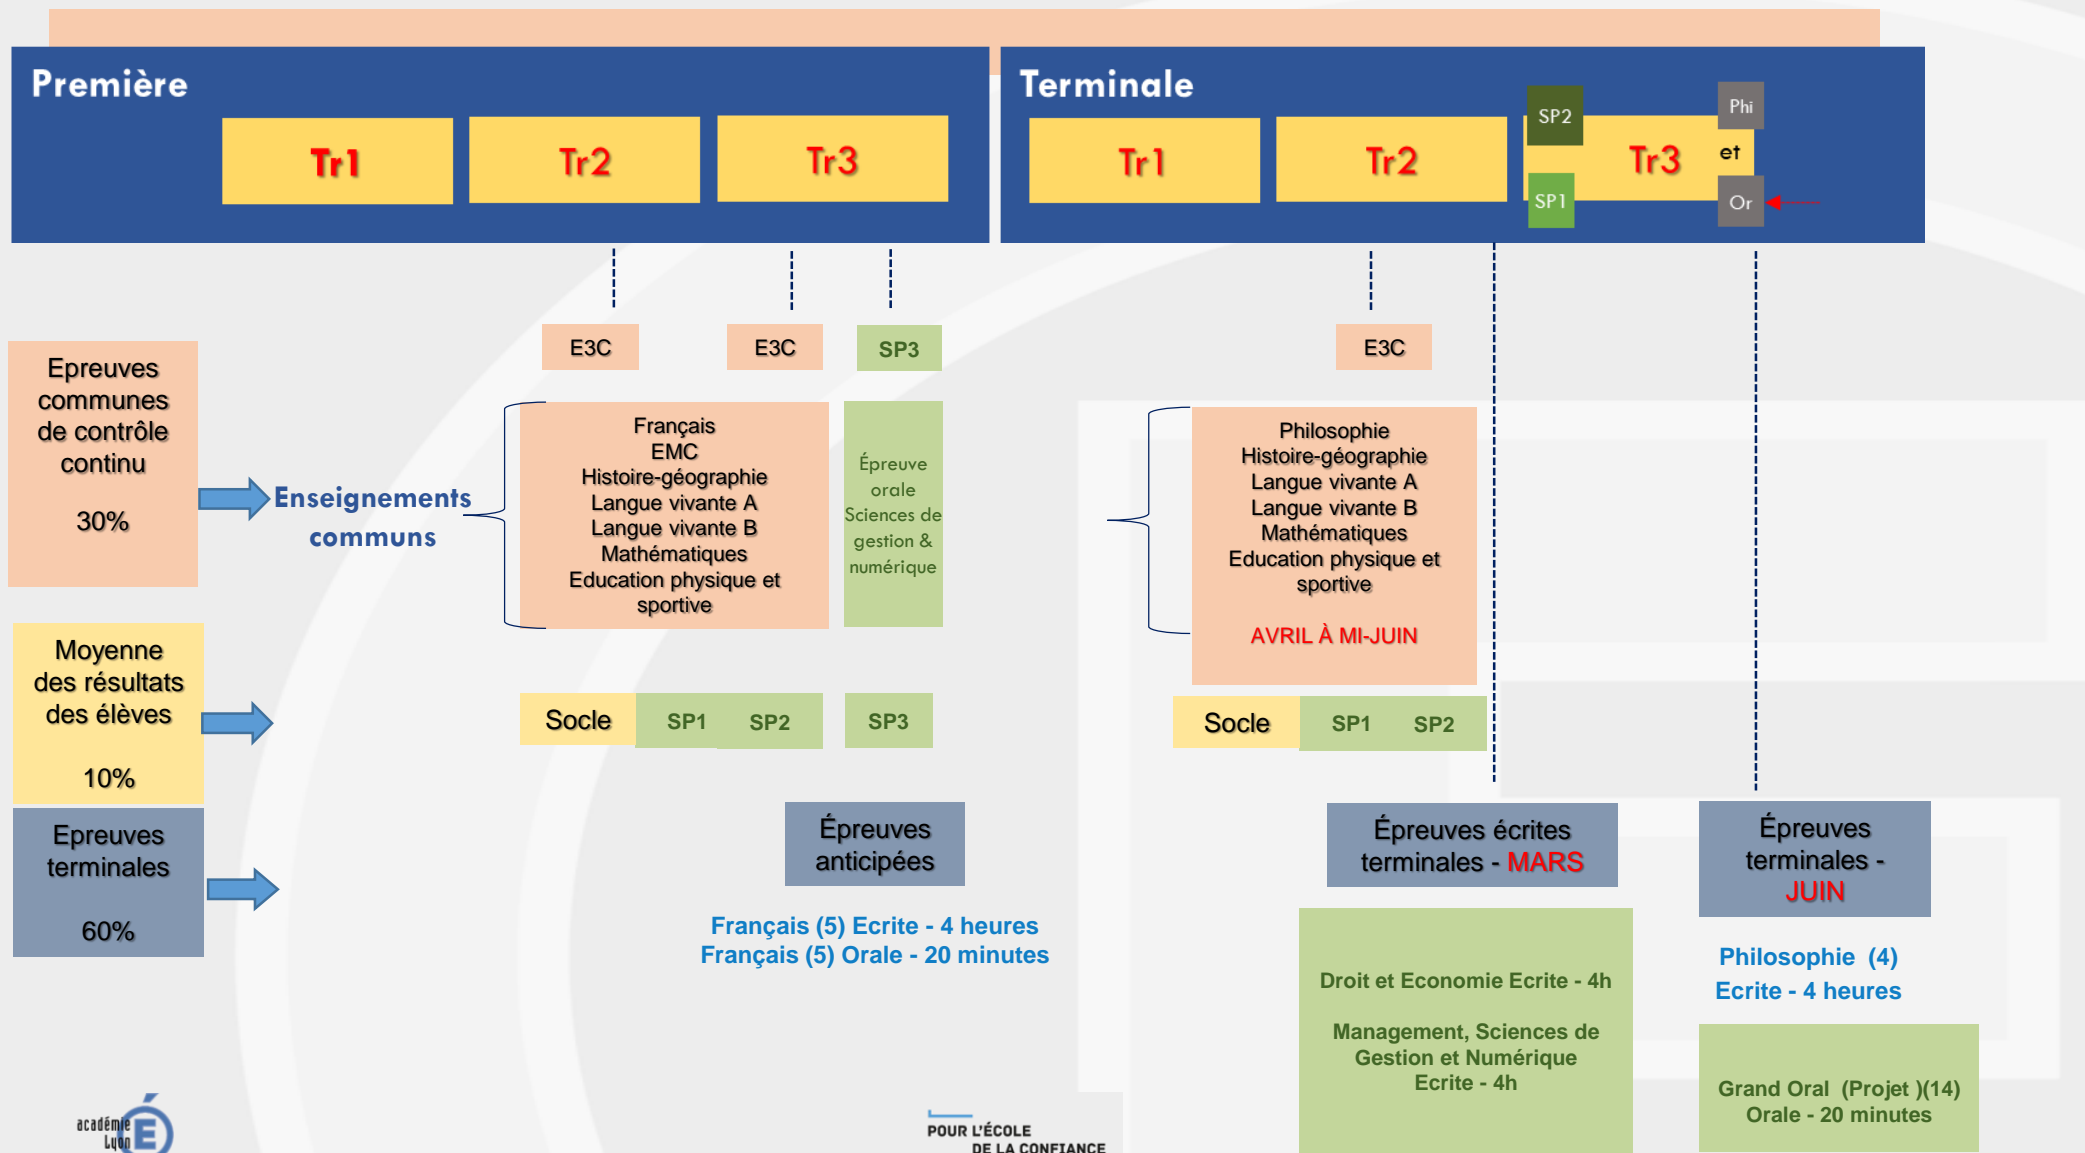 Première
Terminale
Tr1
Tr2
Tr3
Tr1
Tr2
Tr3
SP2
SP1
Phi
et
Or
E3C
E3C
SP3
E3C
Epreuves
communes
de contrôle
continu
30%
Enseignements
communs
Français
EMC
Histoire-géographie
Langue vivante A
Langue vivante B
Mathématiques
Education physique et
sportive
Épreuve
orale
Sciences de
gestion &
numérique
Philosophie
Histoire-géographie
Langue vivante A
Langue vivante B
Mathématiques
Education physique et
sportive
AVRIL À MI-JUIN
Moyenne
des résultats
des élèves
10%
Socle
SP1
SP2
SP3
Socle
SP1
SP2
Epreuves
terminales
60%
Épreuves
anticipées
Français (5) Ecrite - 4 heures
Français (5) Orale - 20 minutes
Épreuves écrites
terminales - MARS
Droit et Economie Ecrite - 4h
Management, Sciences de
Gestion et Numérique
Ecrite - 4h
Épreuves
terminales -
JUIN
Philosophie (4)
Ecrite - 4 heures
Grand Oral (Projet )(14)
Orale - 20 minutes
académie
Lyon
É
POUR L'ÉCOLE
DE LA CONFIANCE